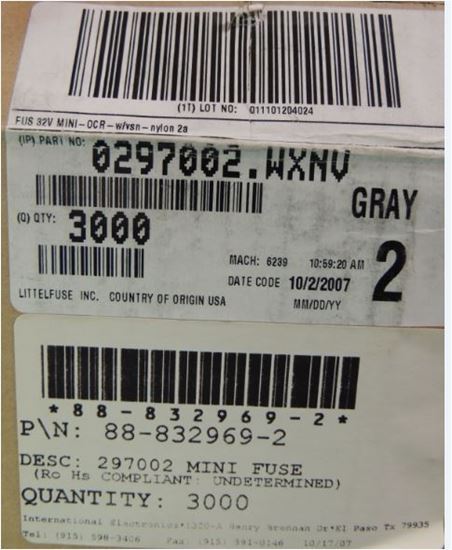 (1T) LOT NO: 011101204024
FUS 32V MINI-OCR-w/vsn-nylon 2a
(1P) PART NO: 0297002.WXNV
GRAY
(Q) QTY: 3000
2
MACH: 6239 10:59:20 AM
DATE CODE 10/2/2007
LITTELFUSE INC. COUNTRY OF ORIGIN USA MM/DD/YY
*88-832969-2*
P\N: 88-832969-2
DESC: 297002 MINI FUSE
(Ro Hs COMPLIANT: UNDETERMINED)
QUANTITY: 3000
International Electronics*1320-A Henry Brennan Dr*El Paso Tx 79935
Tel: (915) 598-3406 Fax: (915) 591-0146 10/17/07